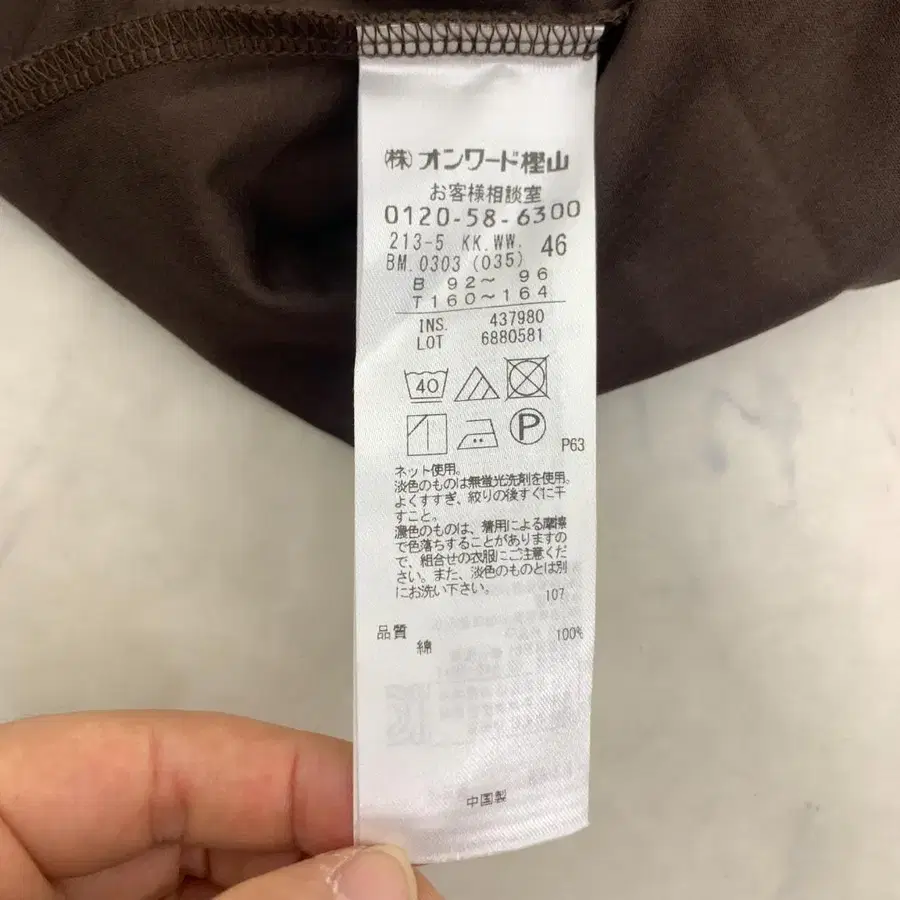 (株) オンワード樫山
お客様相談室
0120-58-6300
213-5 KK.WW. 46
BM.0303 (035)
B 92～ 96
T160～164
INS. 437980
LOT 6880581
40
P
P63
ネット使用。
淡色のものは無蛍光洗剤を使用。
よくすすぎ、絞りの後すぐに干
すこと。
濃色のものは、着用による摩擦
で色落ちすることがありますの
で、組合せの衣服にご注意くだ
さい。また、淡色のものとは別
にお洗い下さい。
107
品質
綿 100%
中国製